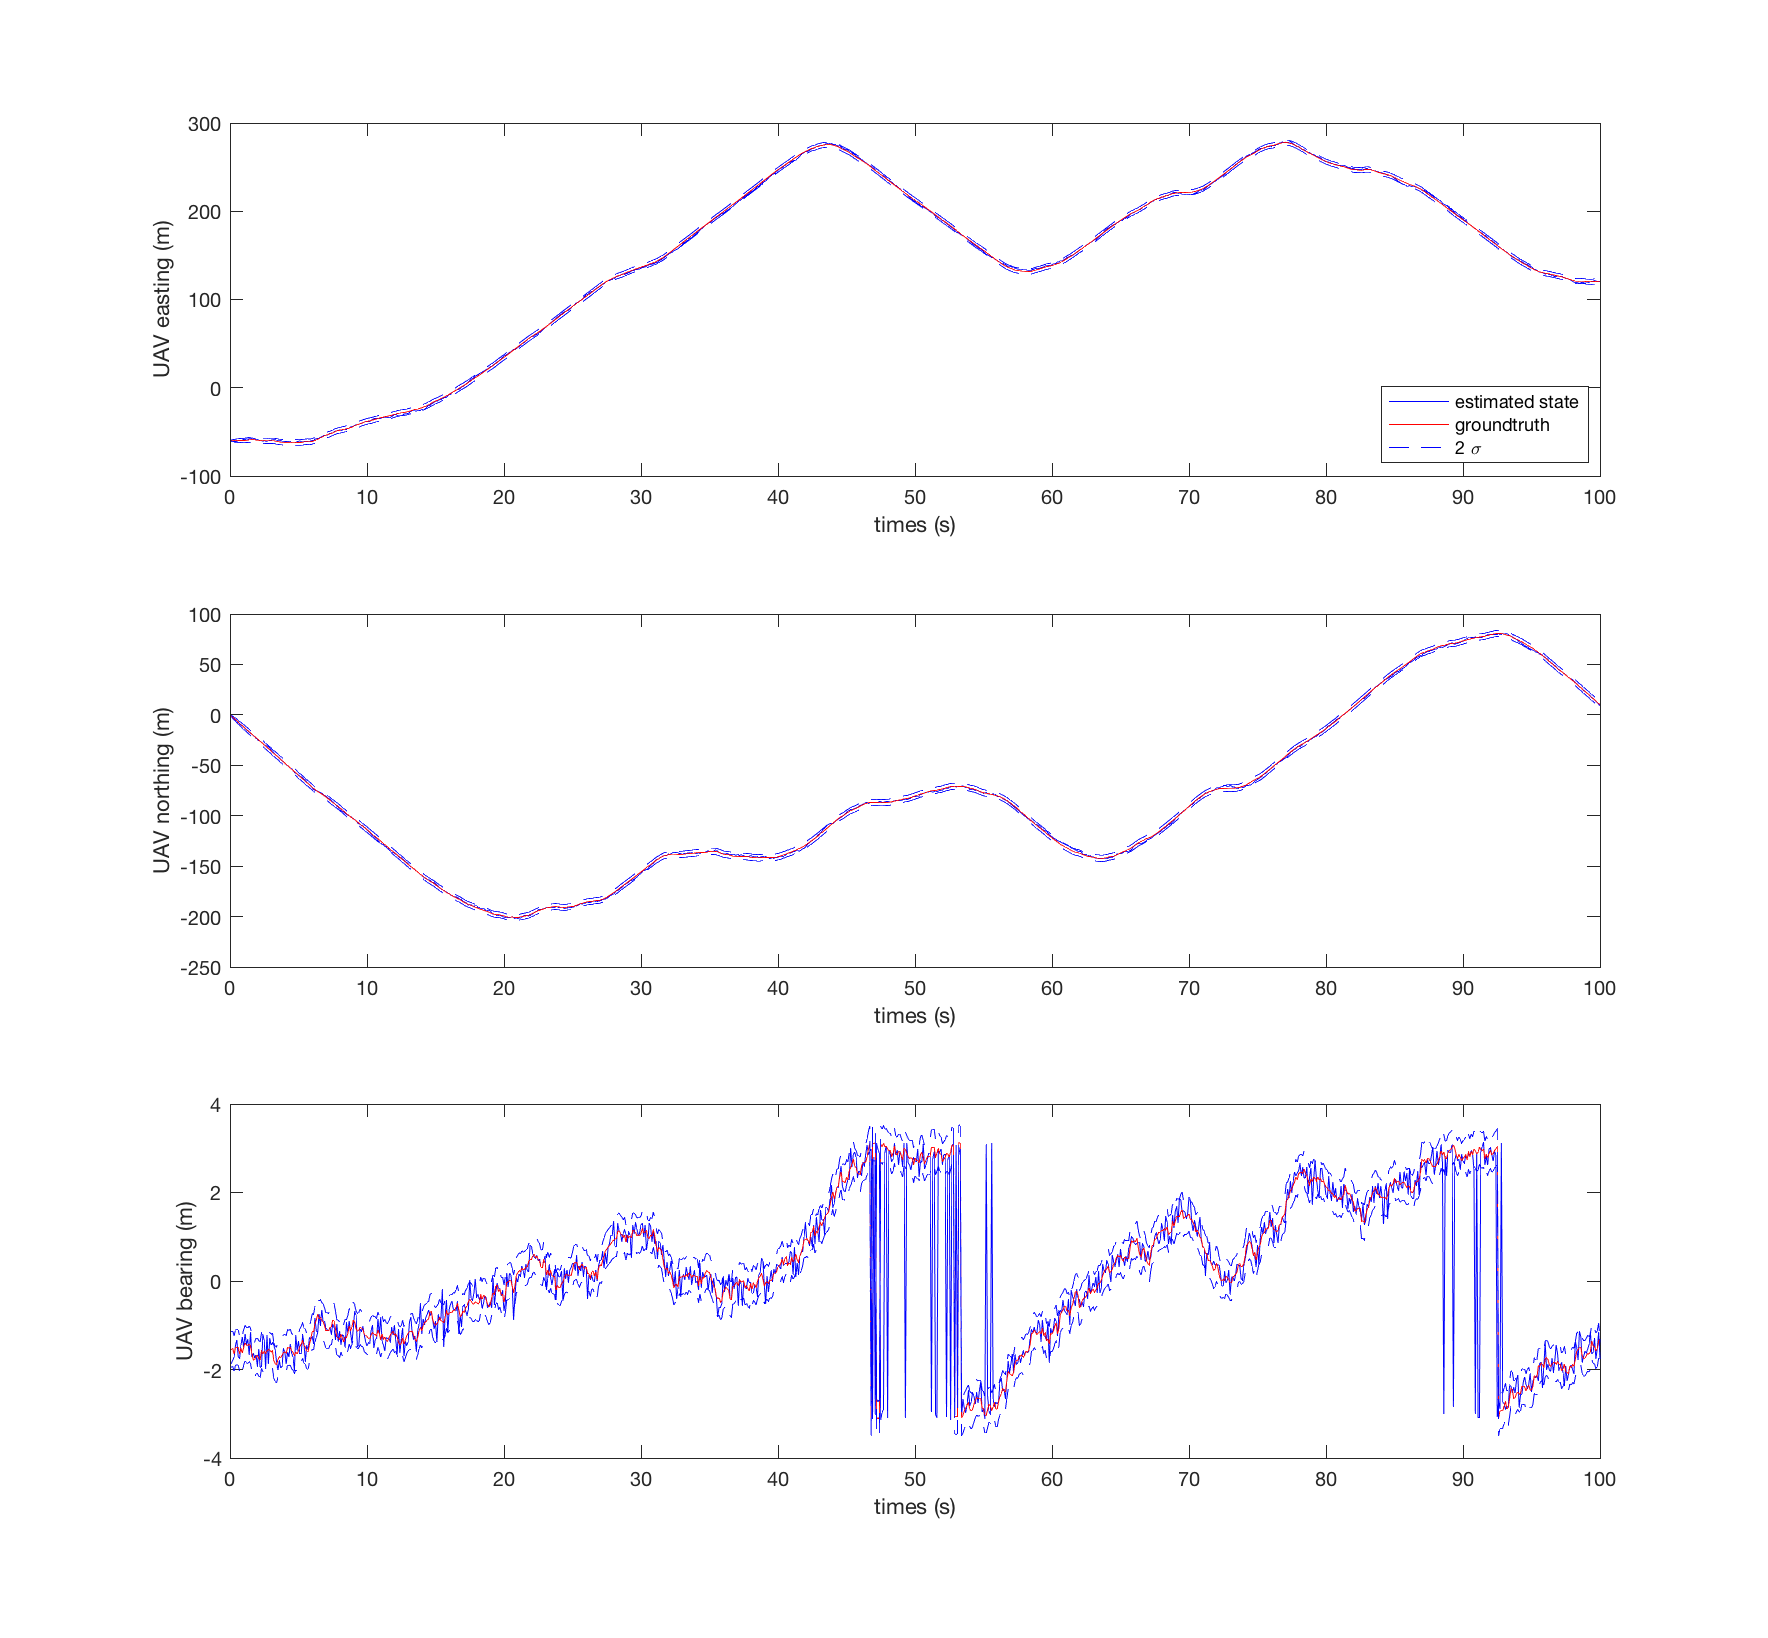 300
200
100
0
-100
UAV easting (m)
0 10 20 30 40 50 60 70 80 90 100
times (s)
estimated state
groundtruth
2 σ
100
50
0
-50
-100
-150
-200
-250
UAV northing (m)
0 10 20 30 40 50 60 70 80 90 100
times (s)
4
2
0
-2
-4
UAV bearing (m)
0 10 20 30 40 50 60 70 80 90 100
times (s)